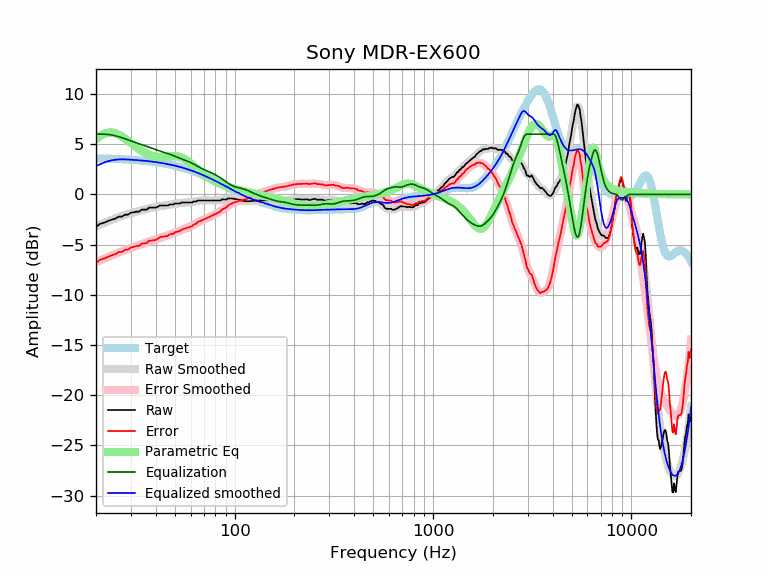 Sony MDR-EX600
Amplitude (dBr)
10
5
0
−5
−10
−15
−20
−25
−30
Target
Raw Smoothed
Error Smoothed
Raw
Error
Parametric Eq
Equalization
Equalized smoothed
100 1000 10000
Frequency (Hz)